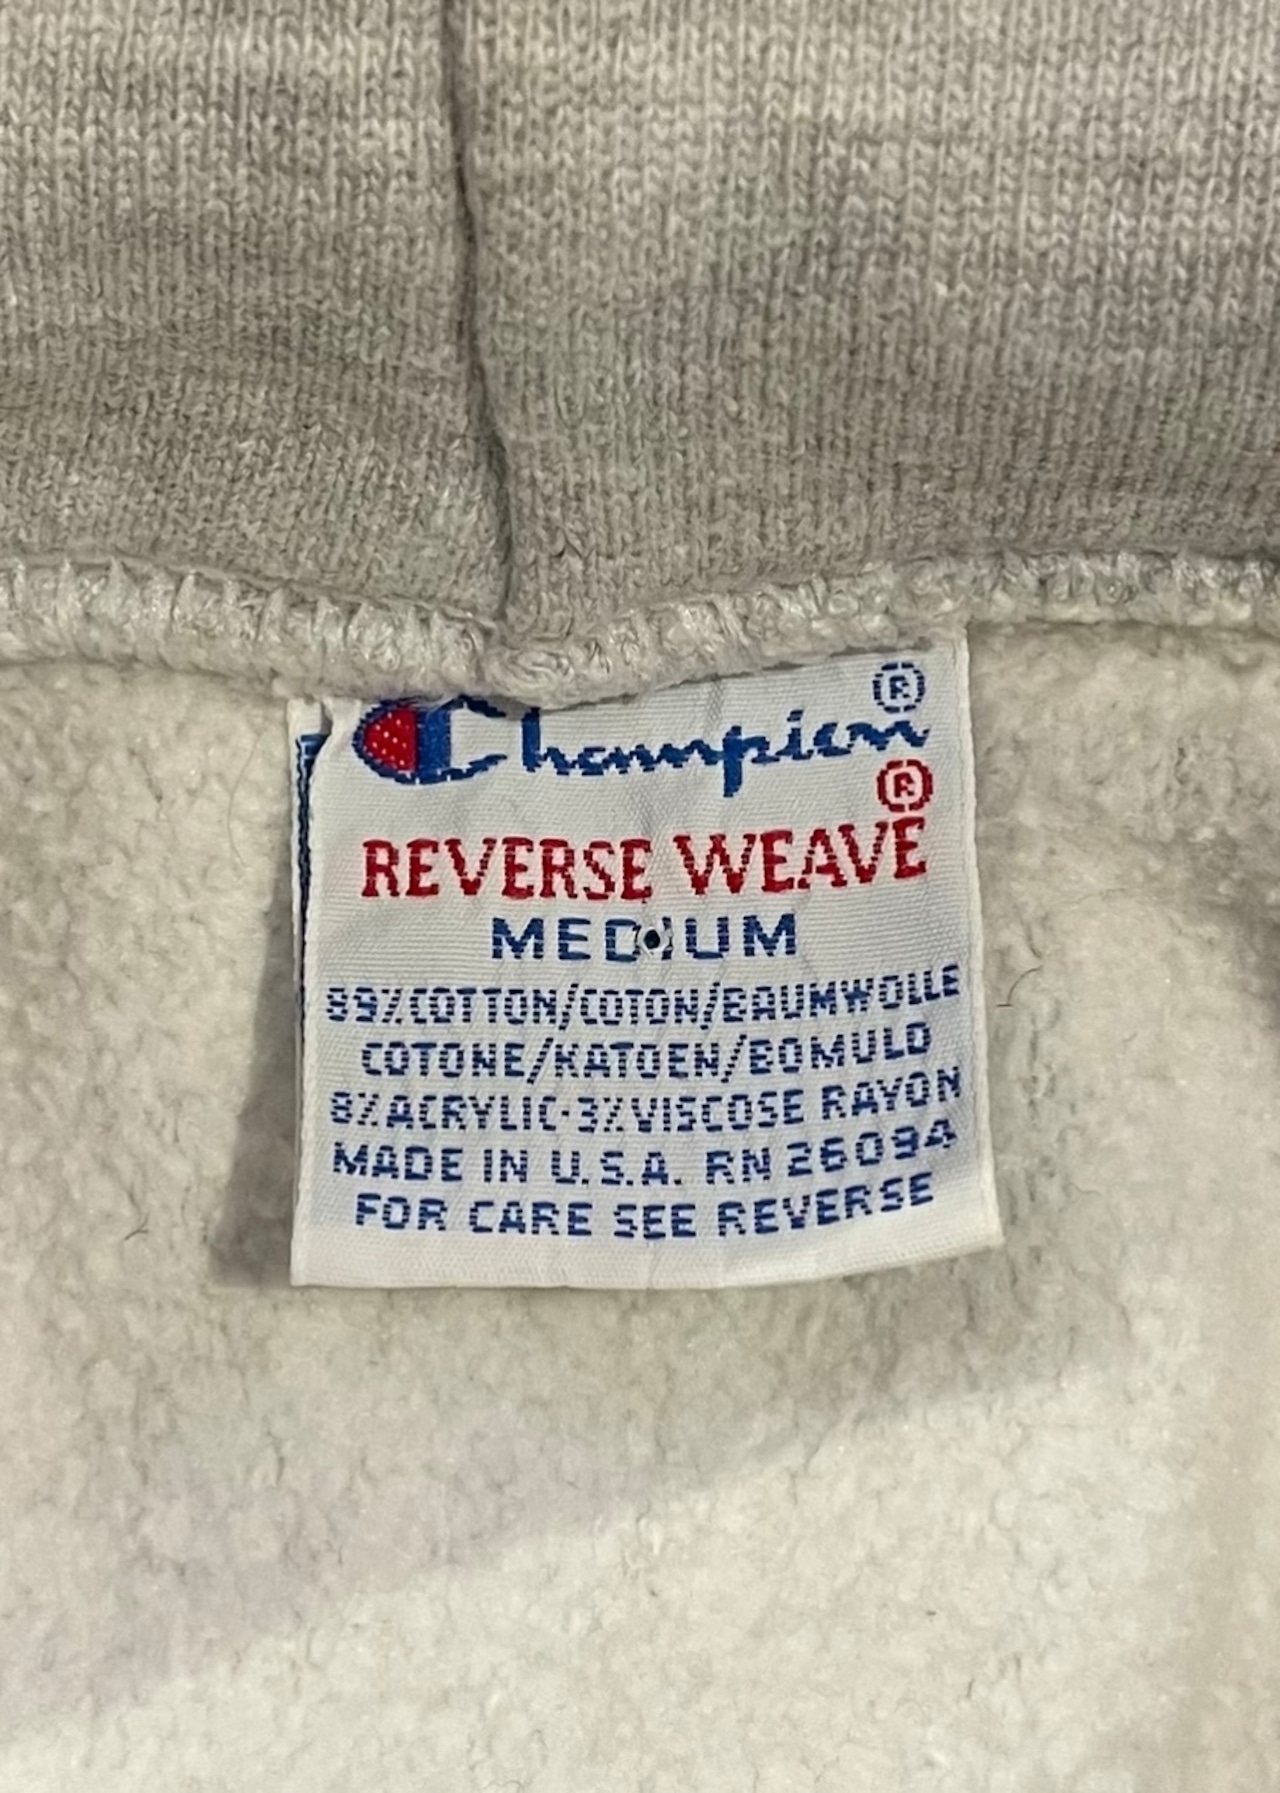 Champion®
REVERSE WEAVE®
MEDIUM
89% COTTON/COTON/BAUMWOLLE
COTONE/KATOEN/BOMULD
8% ACRYLIC·3% VISCOSE RAYON
MADE IN U.S.A. RN 26094
FOR CARE SEE REVERSE